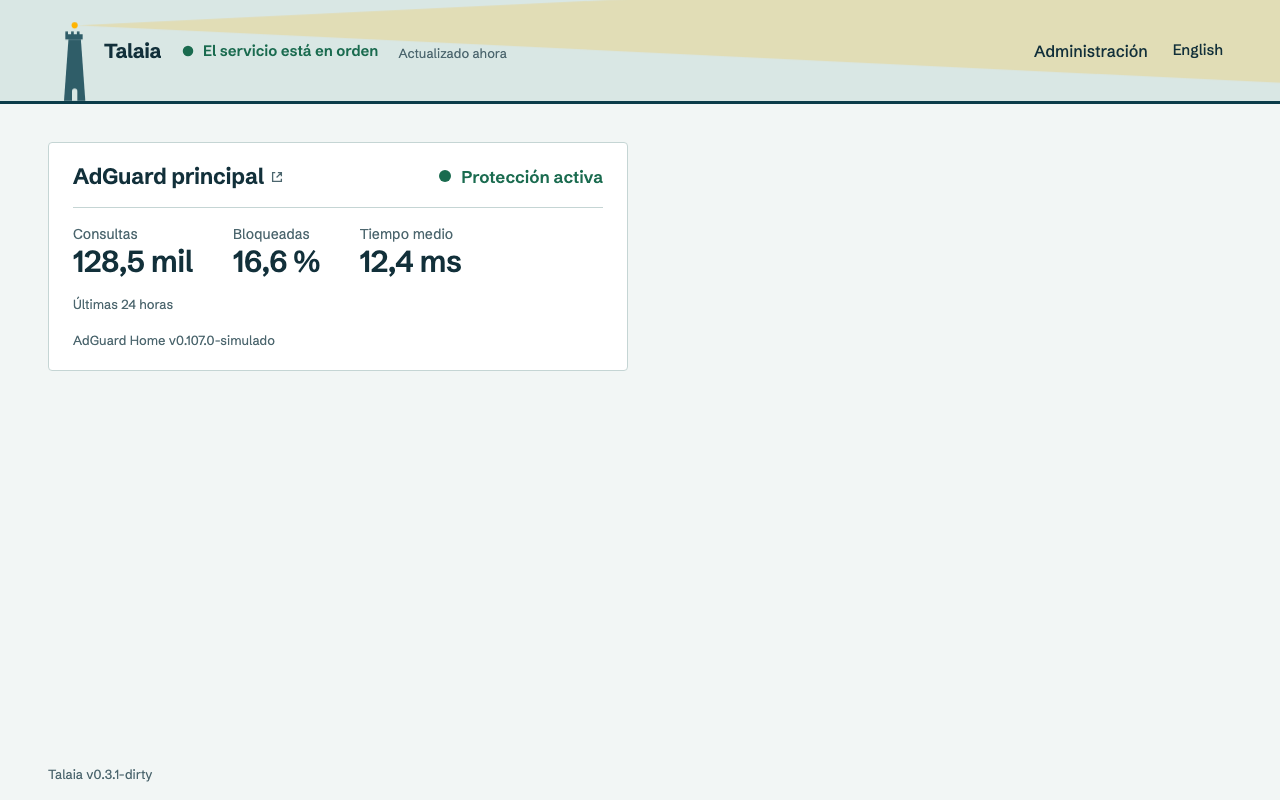 Talaia
El servicio está en orden
Actualizado ahora
Administración
English
AdGuard principal
Protección activa
Consultas
Bloqueadas
Tiempo medio
128,5 mil
16,6 %
12,4 ms
Últimas 24 horas
AdGuard Home v0.107.0-simulado
Talaia v0.3.1-dirty